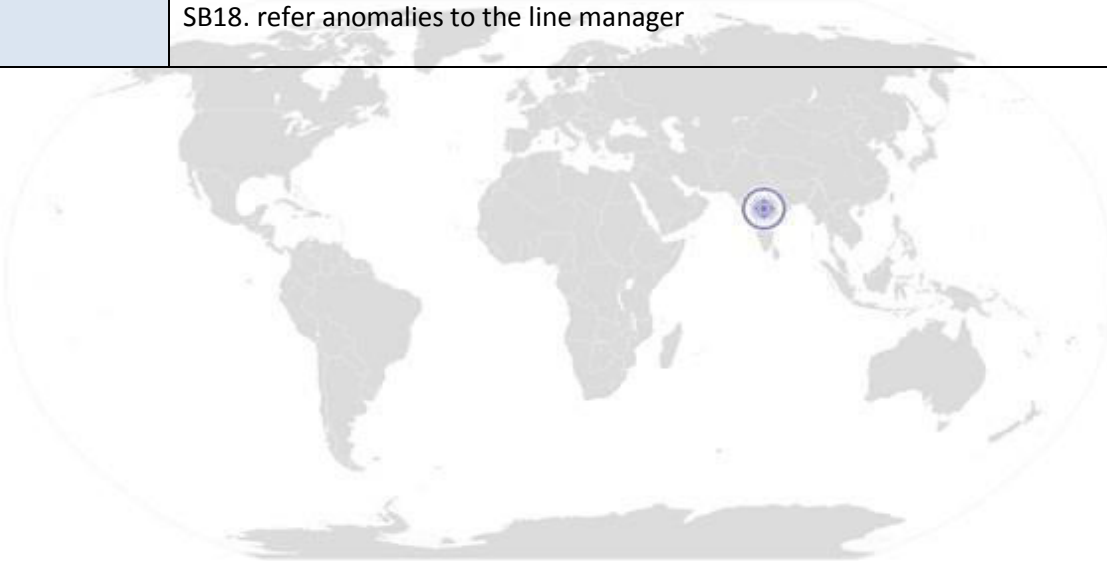 SB18. refer anomalies to the line manager